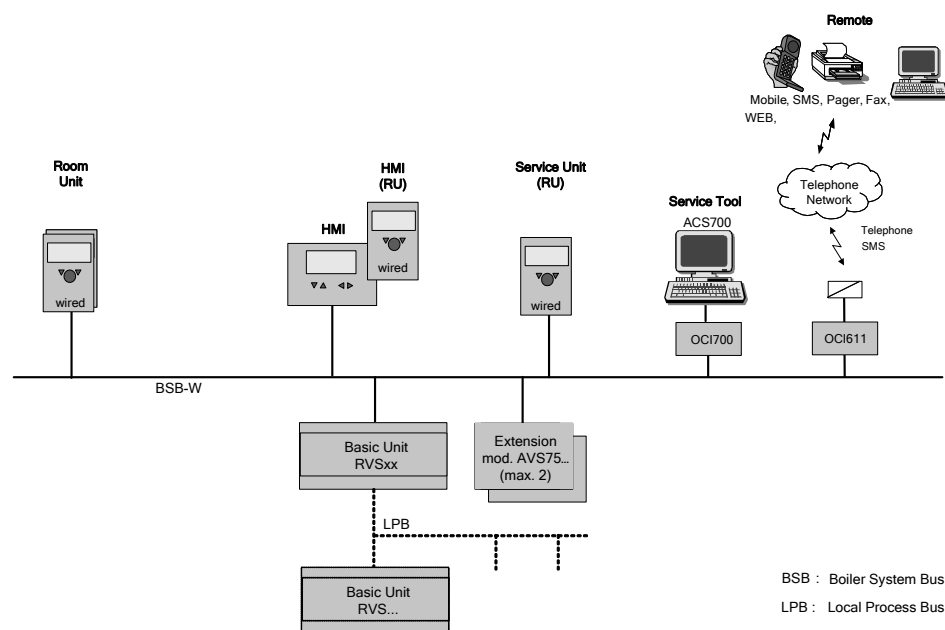 Remote
Mobile, SMS, Pager, Fax,
WEB,
Room
Unit
HMI
(RU)
Service Unit
(RU)
Telephone
Network
Service Tool
ACS700
HMI
Telephone
SMS
wired
wired
wired
OCI700
OCI611
BSB-W
Basic Unit
RVSxx
Extension
mod. AVS75...
(max. 2)
LPB
Basic Unit
RVS...
BSB : Boiler System Bus
LPB : Local Process Bus